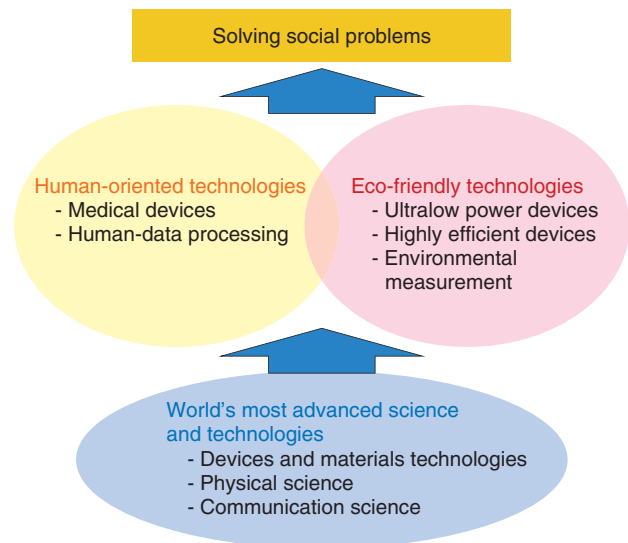 Solving social problems
Human-oriented technologies
- Medical devices
- Human-data processing
Eco-friendly technologies
- Ultralow power devices
- Highly efficient devices
- Environmental
measurement
World's most advanced science
and technologies
- Devices and materials technologies
- Physical science
- Communication science